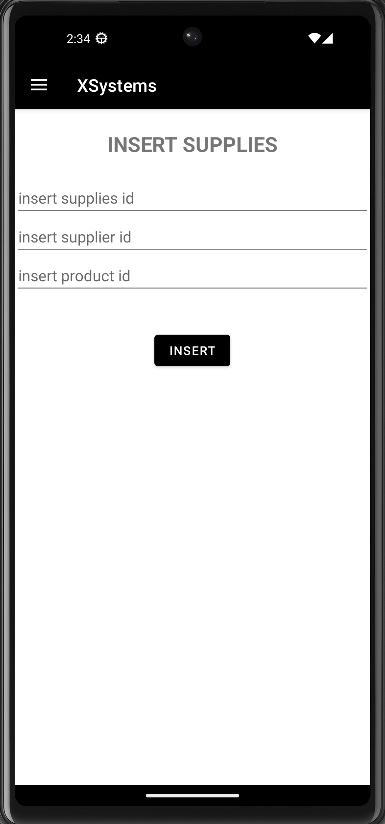 2:34
XSystems
INSERT SUPPLIES
insert supplies id
insert supplier id
insert product id
INSERT